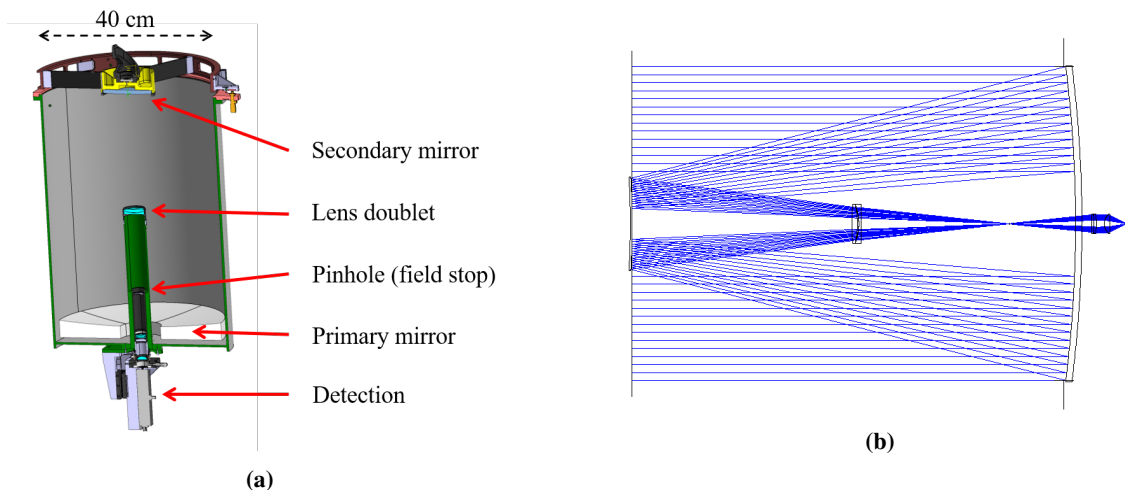 40 cm
Secondary mirror
Lens doublet
Pinhole (field stop)
Primary mirror
Detection
(a)
(b)